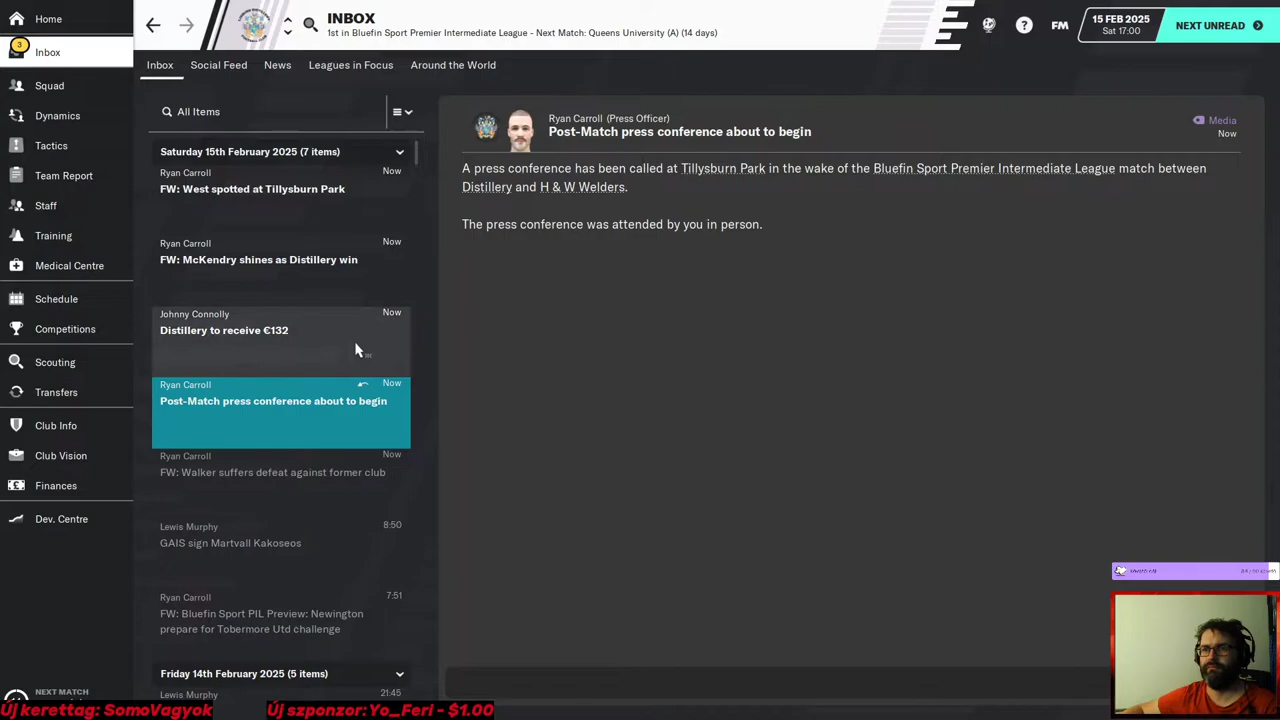 Home
INBOX
1st in Bluefin Sport Premier Intermediate League - Next Match: Queens University (A) (14 days)
FM
15 FEB 2025
Sat 17:00
NEXT UNREAD
3
Inbox
Squad
Dynamics
Tactics
Team Report
Staff
Training
Medical Centre
Schedule
Competitions
Scouting
Transfers
Club Info
Club Vision
Finances
Dev. Centre
NEXT MATCH
Inbox Social Feed News Leagues in Focus Around the World
All Items
Saturday 15th February 2025 (7 items)
Ryan Carroll Now
FW: West spotted at Tillysburn Park
Ryan Carroll Now
FW: McKendry shines as Distillery win
Johnny Connolly Now
Distillery to receive €132
Ryan Carroll Now
Post-Match press conference about to begin
Ryan Carroll Now
FW: Walker suffers defeat against former club
Lewis Murphy 8:50
GAIS sign Martvall Kakoseos
Ryan Carroll 7:51
FW: Bluefin Sport PIL Preview: Newington
prepare for Tobermore Utd challenge
Friday 14th February 2025 (5 items)
Lewis Murphy 21:45
Ryan Carroll (Press Officer)
Post-Match press conference about to begin
Media
Now
A press conference has been called at Tillysburn Park in the wake of the Bluefin Sport Premier Intermediate League match between
Distillery and H & W Welders.
The press conference was attended by you in person.
Új kerettag: SomoVagyok Új szponzor: Yo_Feri - $1.00